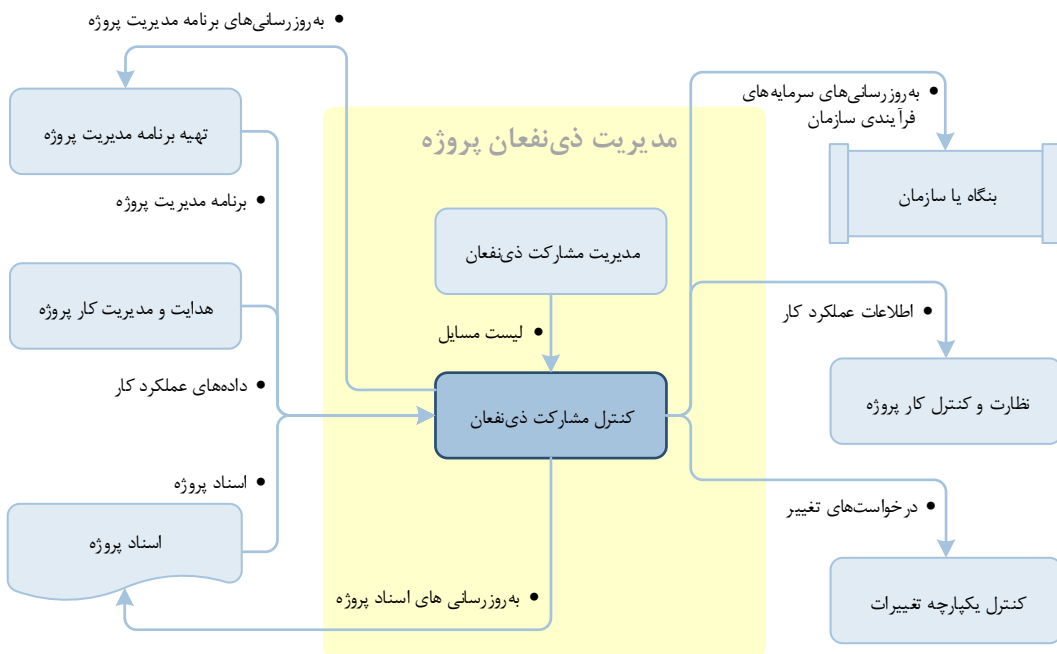 • به‌روزرسانی‌های برنامه مدیریت پروژه
• به‌روزرسانی‌های سرمایه‌های
فرآیندی سازمان
تهیه برنامه مدیریت پروژه
مدیریت ذی‌نفعان پروژه
• برنامه مدیریت پروژه
بنگاه یا سازمان
مدیریت مشارکت ذی‌نفعان
هدایت و مدیریت کار پروژه
• اطلاعات عملکرد کار
• لیست مسایل
• داده‌های عملکرد کار
نظارت و کنترل کار پروژه
کنترل مشارکت ذی‌نفعان
• اسناد پروژه
• درخواست‌های تغییر
اسناد پروژه
• به‌روزرسانی های اسناد پروژه
کنترل یکپارچه تغییرات